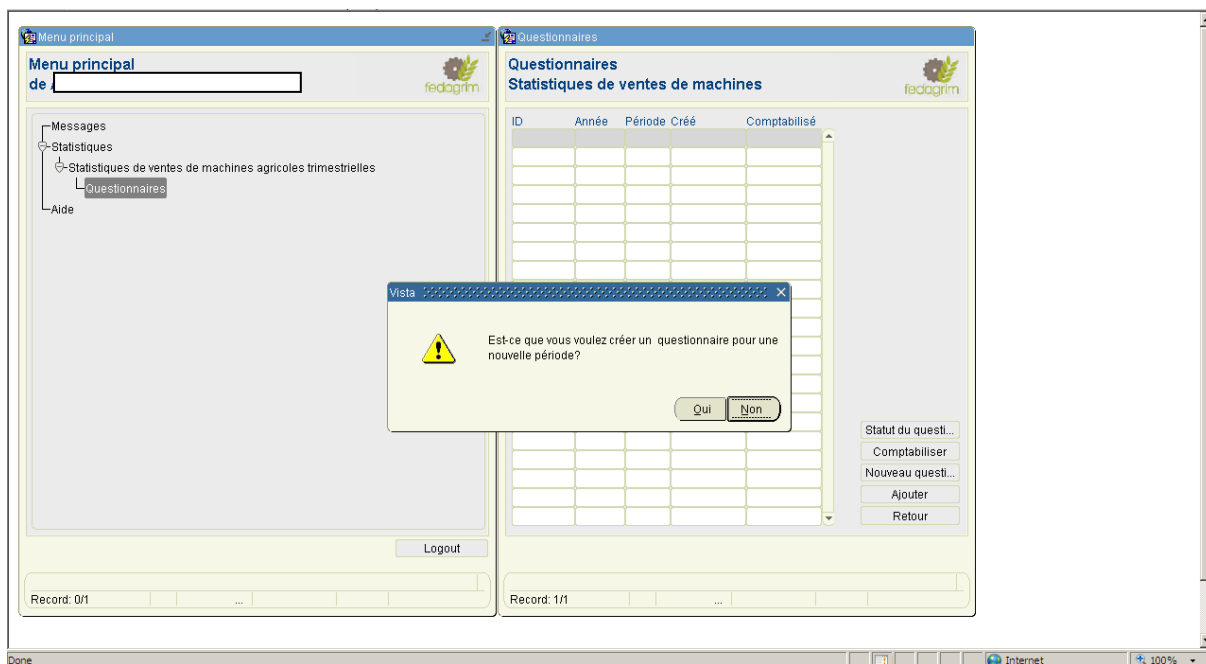 Menu principal
Menu principal
de
fedagrim
Messages
Statistiques
Statistiques de ventes de machines agricoles trimestrielles
Questionnaires
Aide
Logout
Record: 0/1
...
Questionnaires
Questionnaires
Statistiques de ventes de machines
fedagrim
ID Année Période Créé Comptabilisé
Vista
Est-ce que vous voulez créer un questionnaire pour une
nouvelle période?
Oui Non
Statut du questi...
Comptabiliser
Nouveau questi...
Ajouter
Retour
Record: 1/1
...
Done
Internet
100%